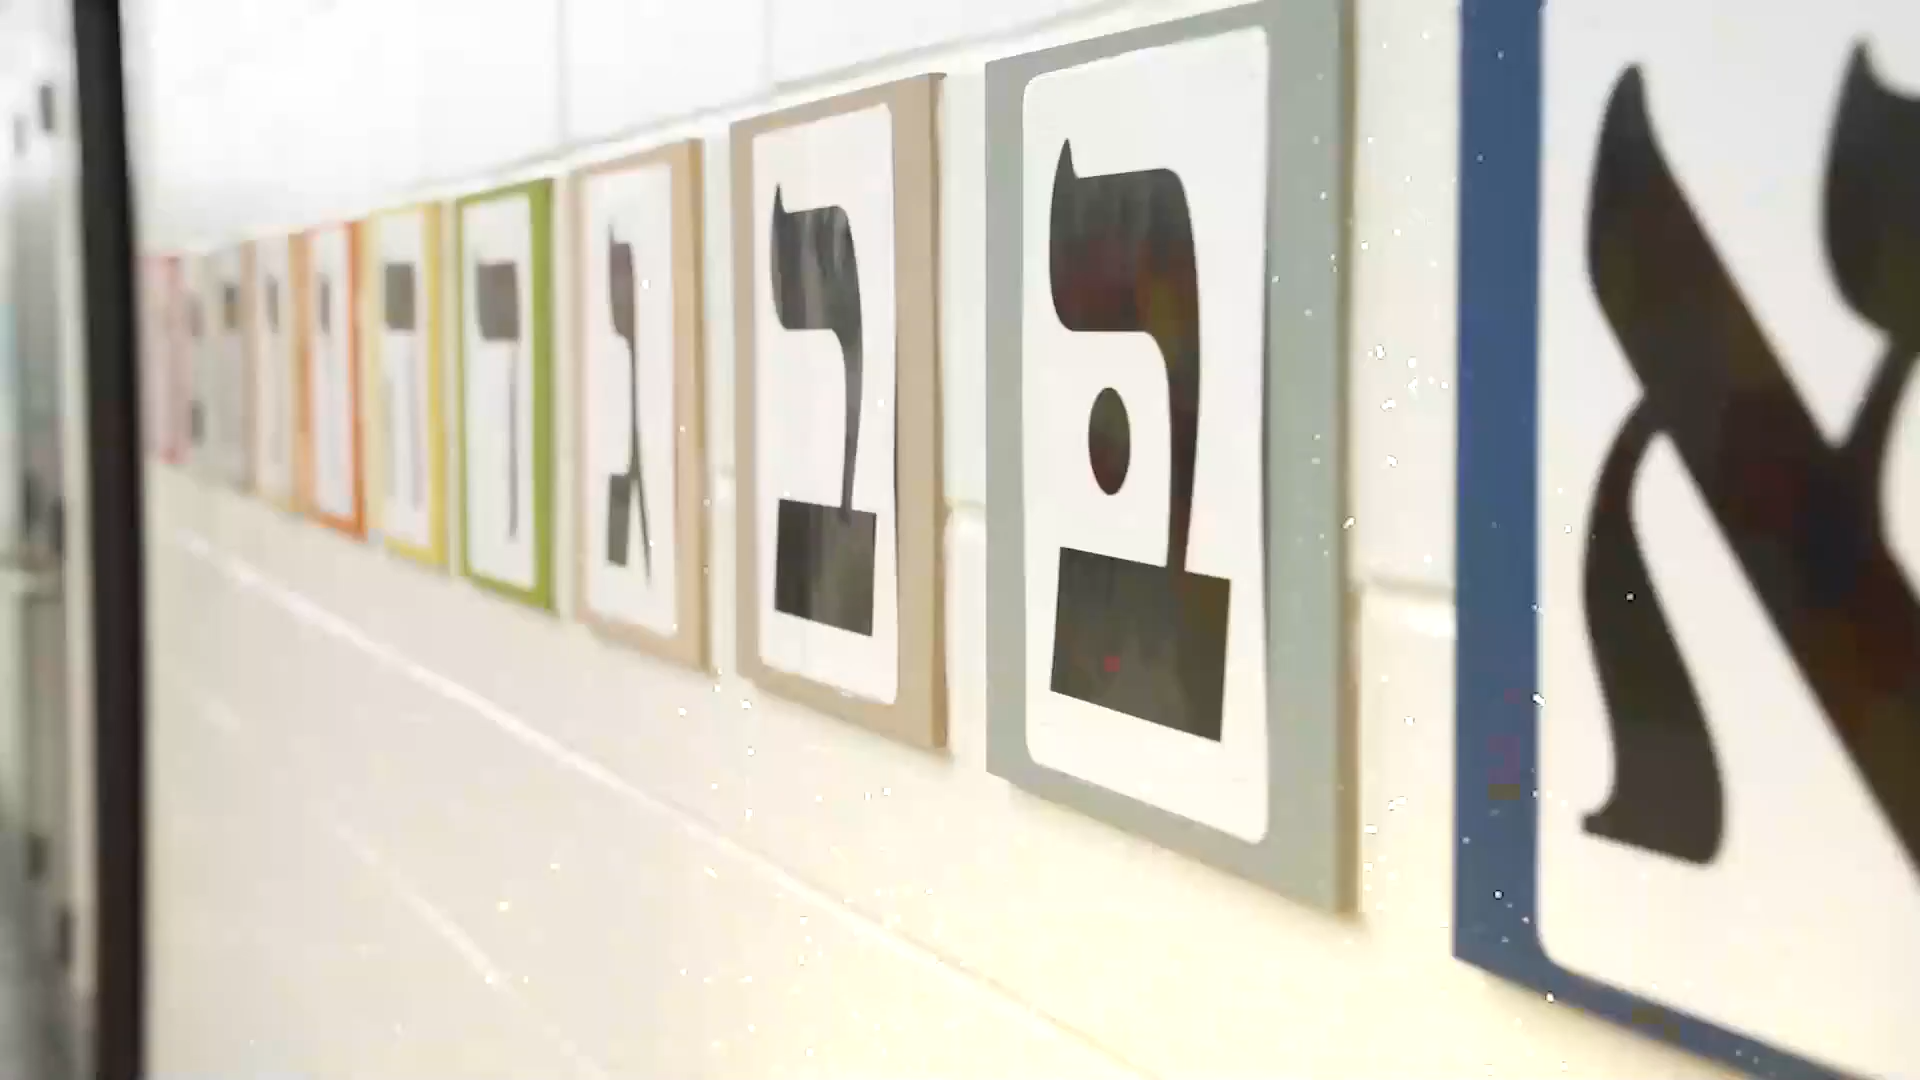 א בּ ב ג ד ה ו